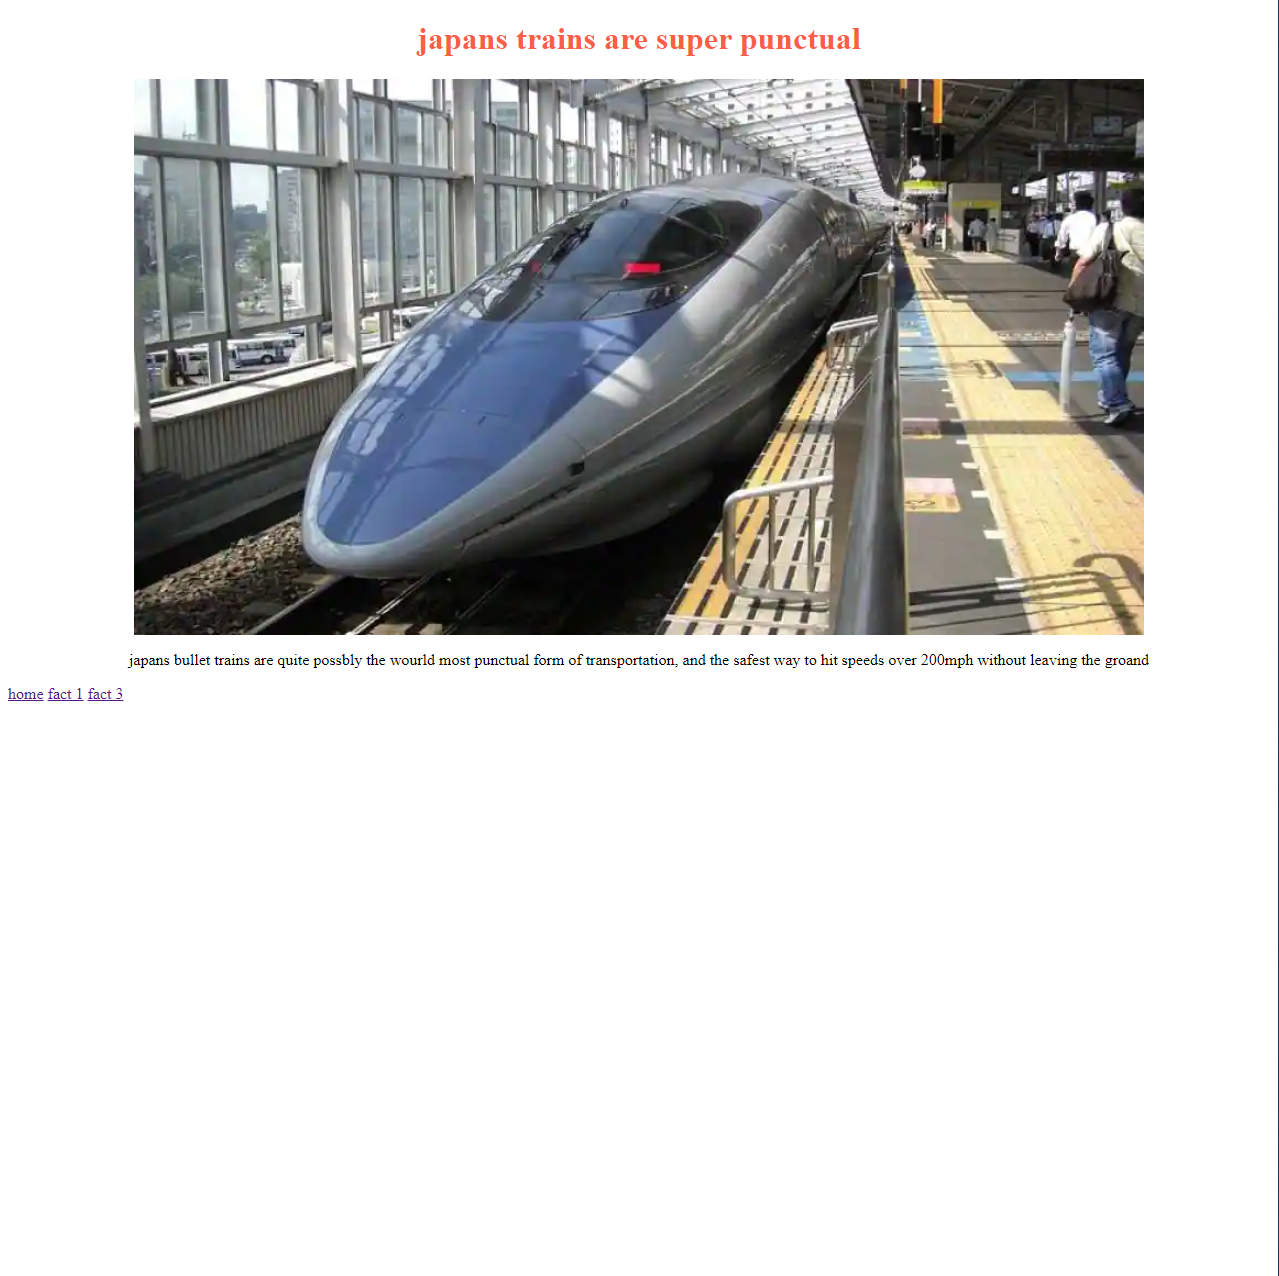 japans trains are super punctual
japans bullet trains are quite possbly the wourld most punctual form of transportation, and the safest way to hit speeds over 200mph without leaving the groand
home fact 1 fact 3